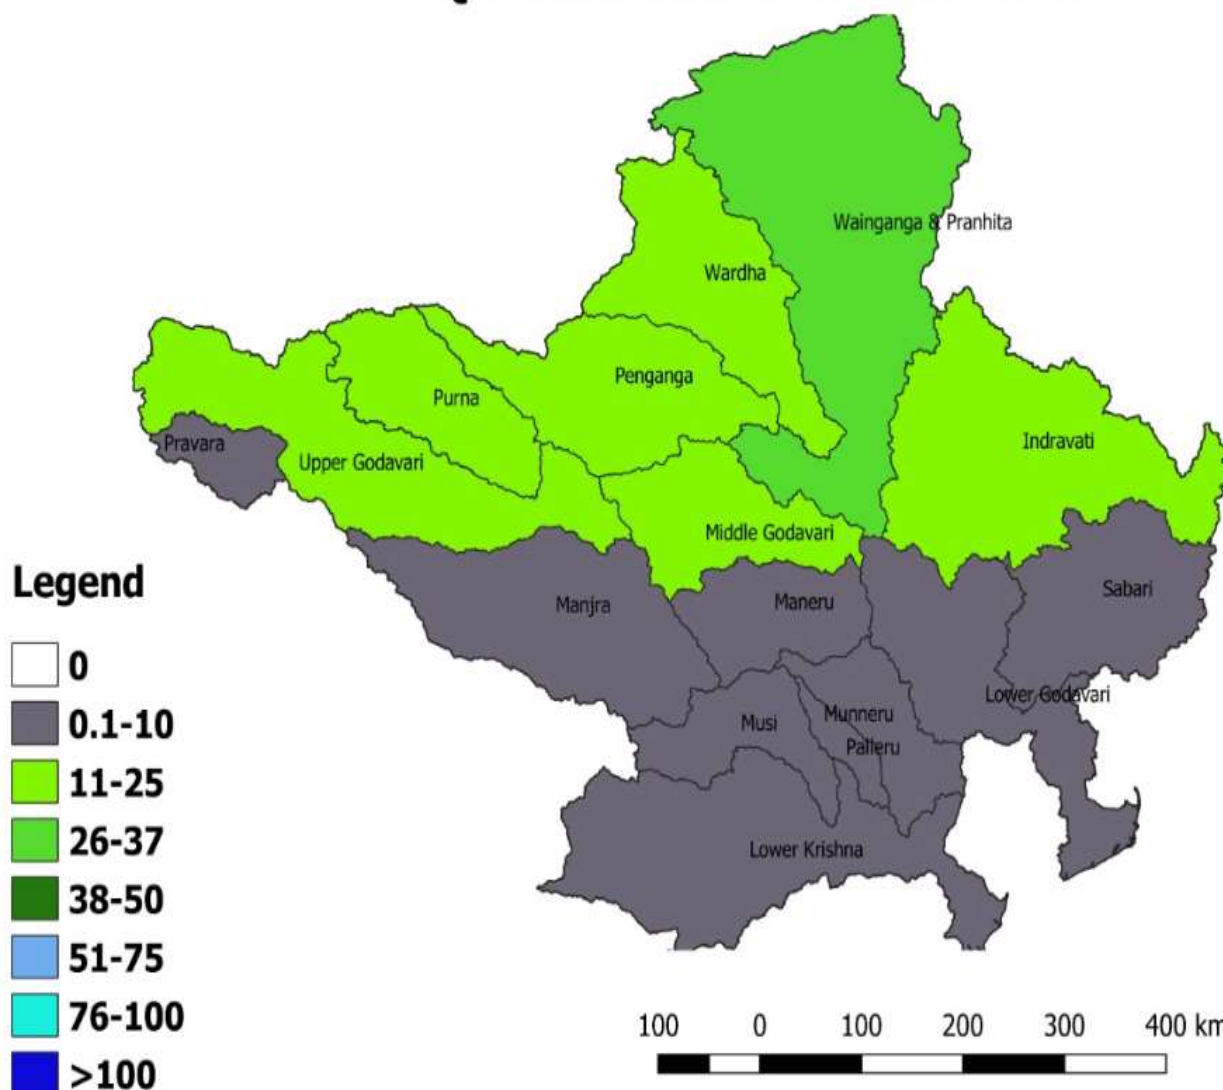 Wainganga & Pranhita
Wardha
Penganga
Purna
Pravara
Upper Godavari
Indravati
Middle Godavari
Manjra
Maneru
Sabari
Lower Godavari
Musi
Munneru
Palleru
Lower Krishna
Legend
0
0.1-10
11-25
26-37
38-50
51-75
76-100
>100
100 0 100 200 300 400 km